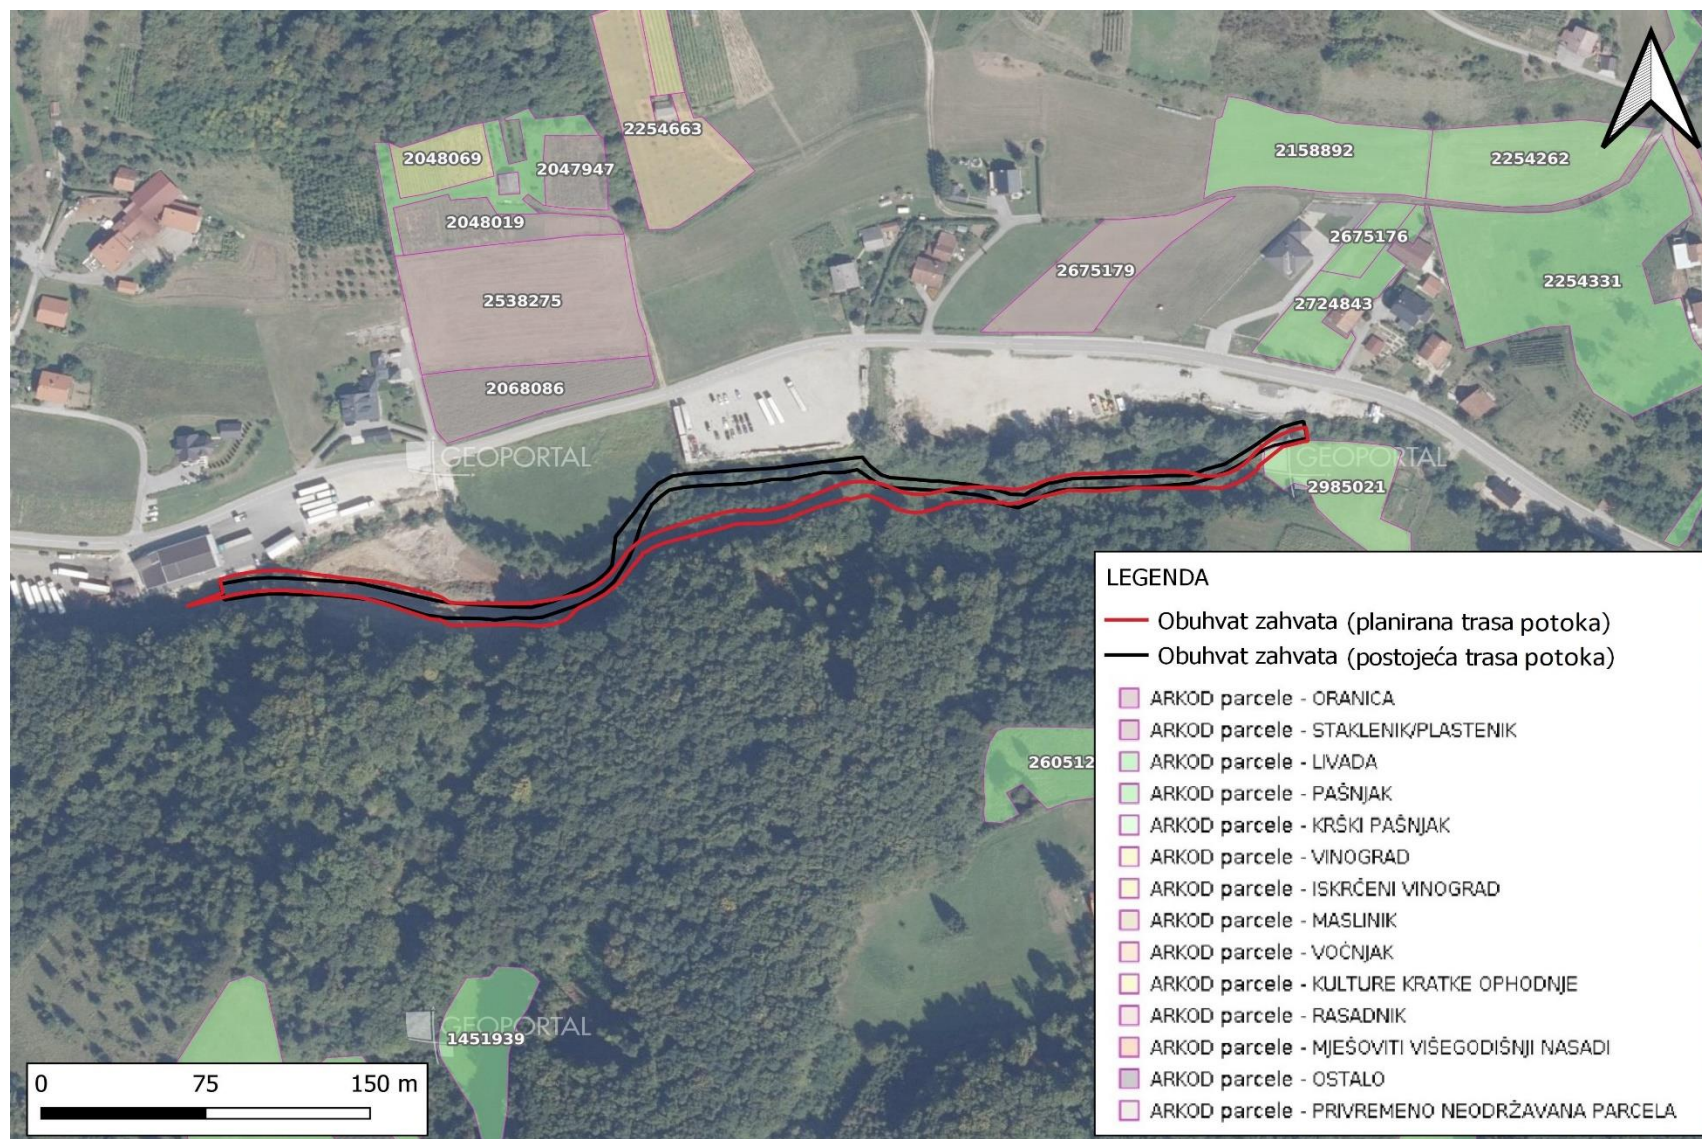 2254663
2048069
2047947
2158892
2254262
2048019
2675176
2675179
2254331
2538275
2724843
2068086
GEOPORTAL
GEOPORTAL
2985021
LEGENDA
Obuhvat zahvata (planirana trasa potoka)
Obuhvat zahvata (postojeća trasa potoka)
ARKOD parcele - ORANICA
ARKOD parcele - STAKLENIK/PLASTENIK
ARKOD parcele - LIVADA
ARKOD parcele - PAŠNJAK
ARKOD parcele - KRŠKI PAŠNJAK
ARKOD parcele - VINOGRAD
ARKOD parcele - ISKRČENI VINOGRAD
ARKOD parcele - MASLINIK
ARKOD parcele - VOĆNJAK
ARKOD parcele - KULTURE KRATKE OPHODNJE
ARKOD parcele - RASADNIK
ARKOD parcele - MJEŠOVITI VIŠEGODIŠNJI NASADI
ARKOD parcele - OSTALO
ARKOD parcele - PRIVREMENO NEODRŽAVANA PARCELA
260512
GEOPORTAL
1451939
0 75 150 m